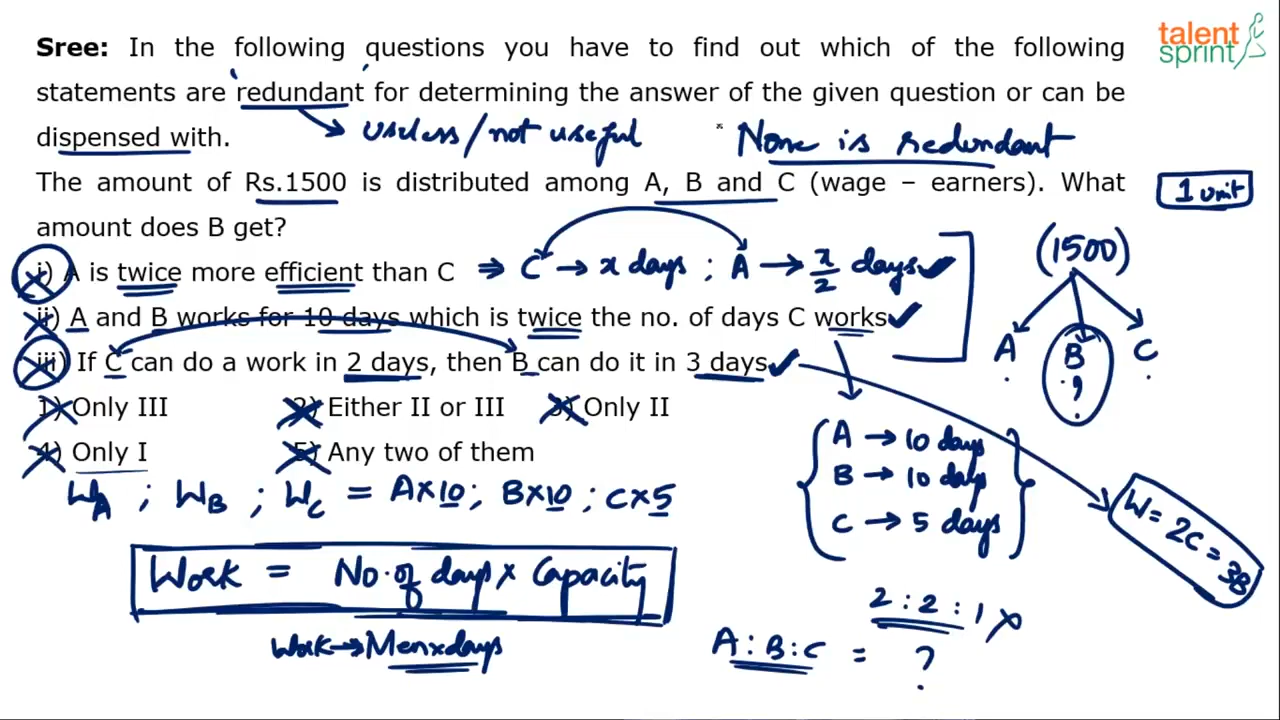 talent
sprint
Sree: In the following questions you have to find out which of the following
statements are 'redundant' for determining the answer of the given question or can be
dispensed with.
useless/not useful
None is redundant
The amount of Rs.1500 is distributed among A, B and C (wage – earners). What
amount does B get?
1 unit
i) A is twice more efficient than C
⇒ C → x days ; A → x/2 days ✓
(1500)
ii) A and B works for 10 days which is twice the no. of days C works ✓
A B C
?
iii) If C can do a work in 2 days, then B can do it in 3 days ✓
1) Only III 2) Either II or III 3) Only II
4) Only I 5) Any two of them
A → 10 days
B → 10 days
C → 5 days
W_A ; W_B ; W_C = A×10 ; B×10 ; C×5
W = 2C = 3B
Work = No. of days × Capacity
Work → Men×days
2 : 2 : 1 ×
A : B : C = ?